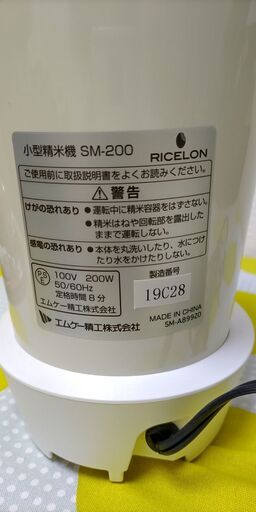 小型精米機 SM-200
RICELON
ご使用前に取扱説明書をよくお読みください。
⚠警告
けがの恐れあり
●運転中に精米容器をはずさない。
●精米はねや回転部を露出した
ままで運転しない。
感電の恐れあり
●本体を丸洗いしたり、水につけ
たり水をかけたりしない。
PSE
100V 200W
50/60Hz
定格時間8分
エムケー精工株式会社
製造番号
19C28
エムケー精工株式会社
MADE IN CHINA
SM-A89920